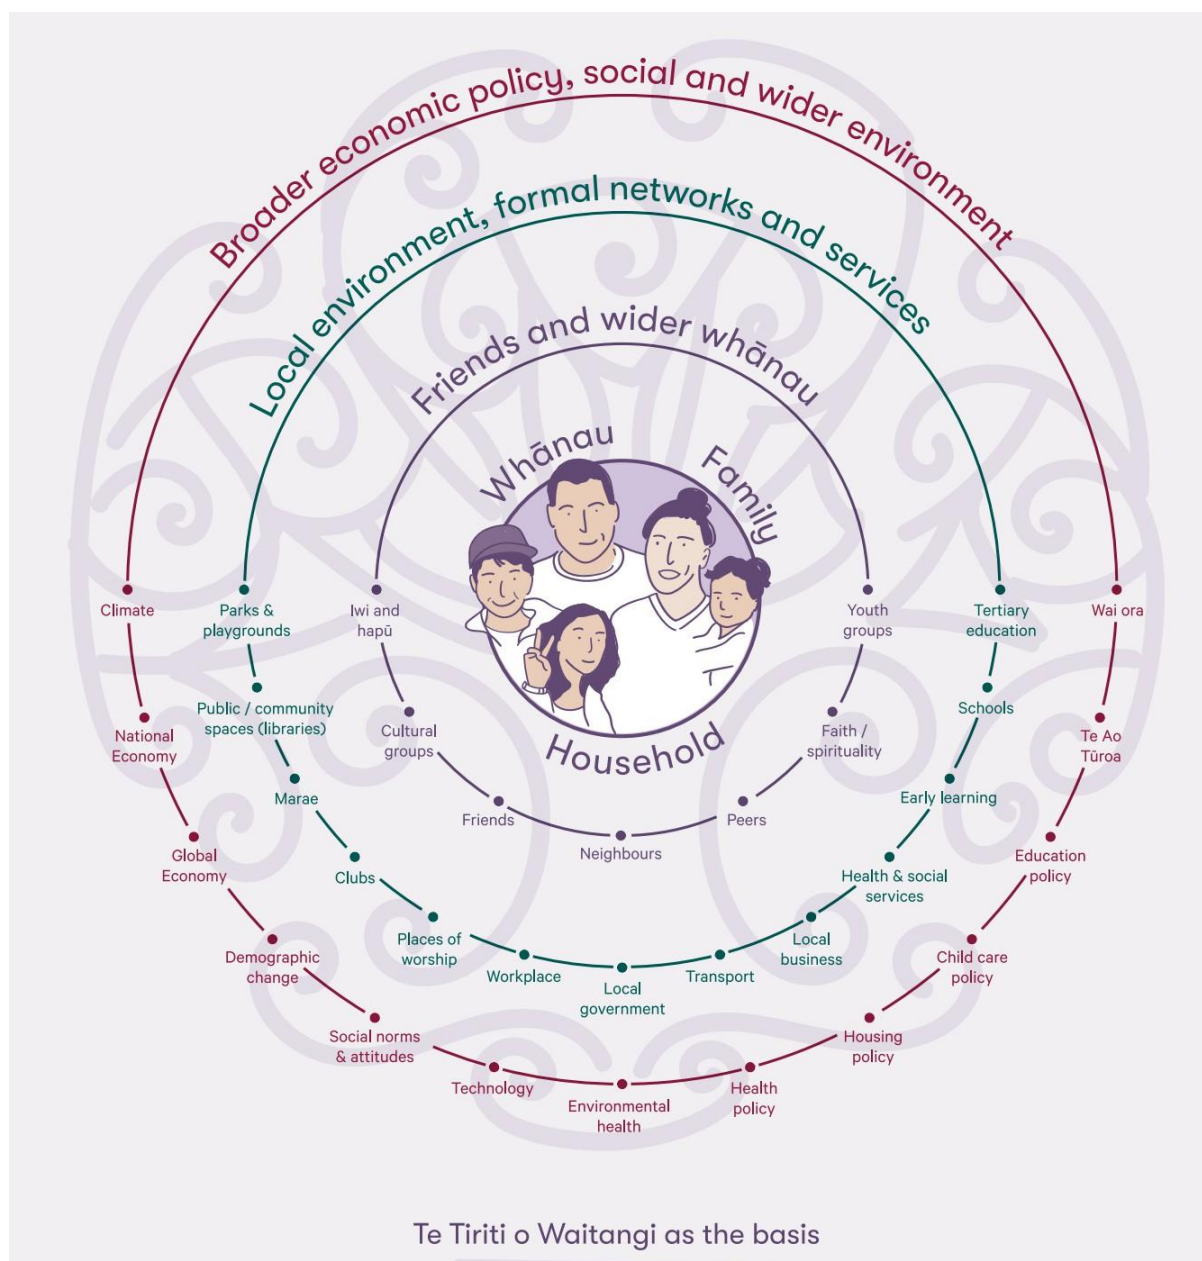 Broader economic policy, social and wider environment
Local environment, formal networks and services
Friends and wider whānau
Whānau
Family
Household
Climate
National
Economy
Global
Economy
Demographic
change
Social norms
& attitudes
Technology
Environmental
health
Health
policy
Housing
policy
Child care
policy
Education
policy
Te Ao
Tūroa
Wai ora
Parks &
playgrounds
Public / community
spaces (libraries)
Marae
Clubs
Places of
worship
Workplace
Local
government
Transport
Local
business
Health & social
services
Early learning
Schools
Tertiary
education
Iwi and
hapū
Cultural
groups
Friends
Neighbours
Peers
Faith /
spirituality
Youth
groups
Te Tiriti o Waitangi as the basis